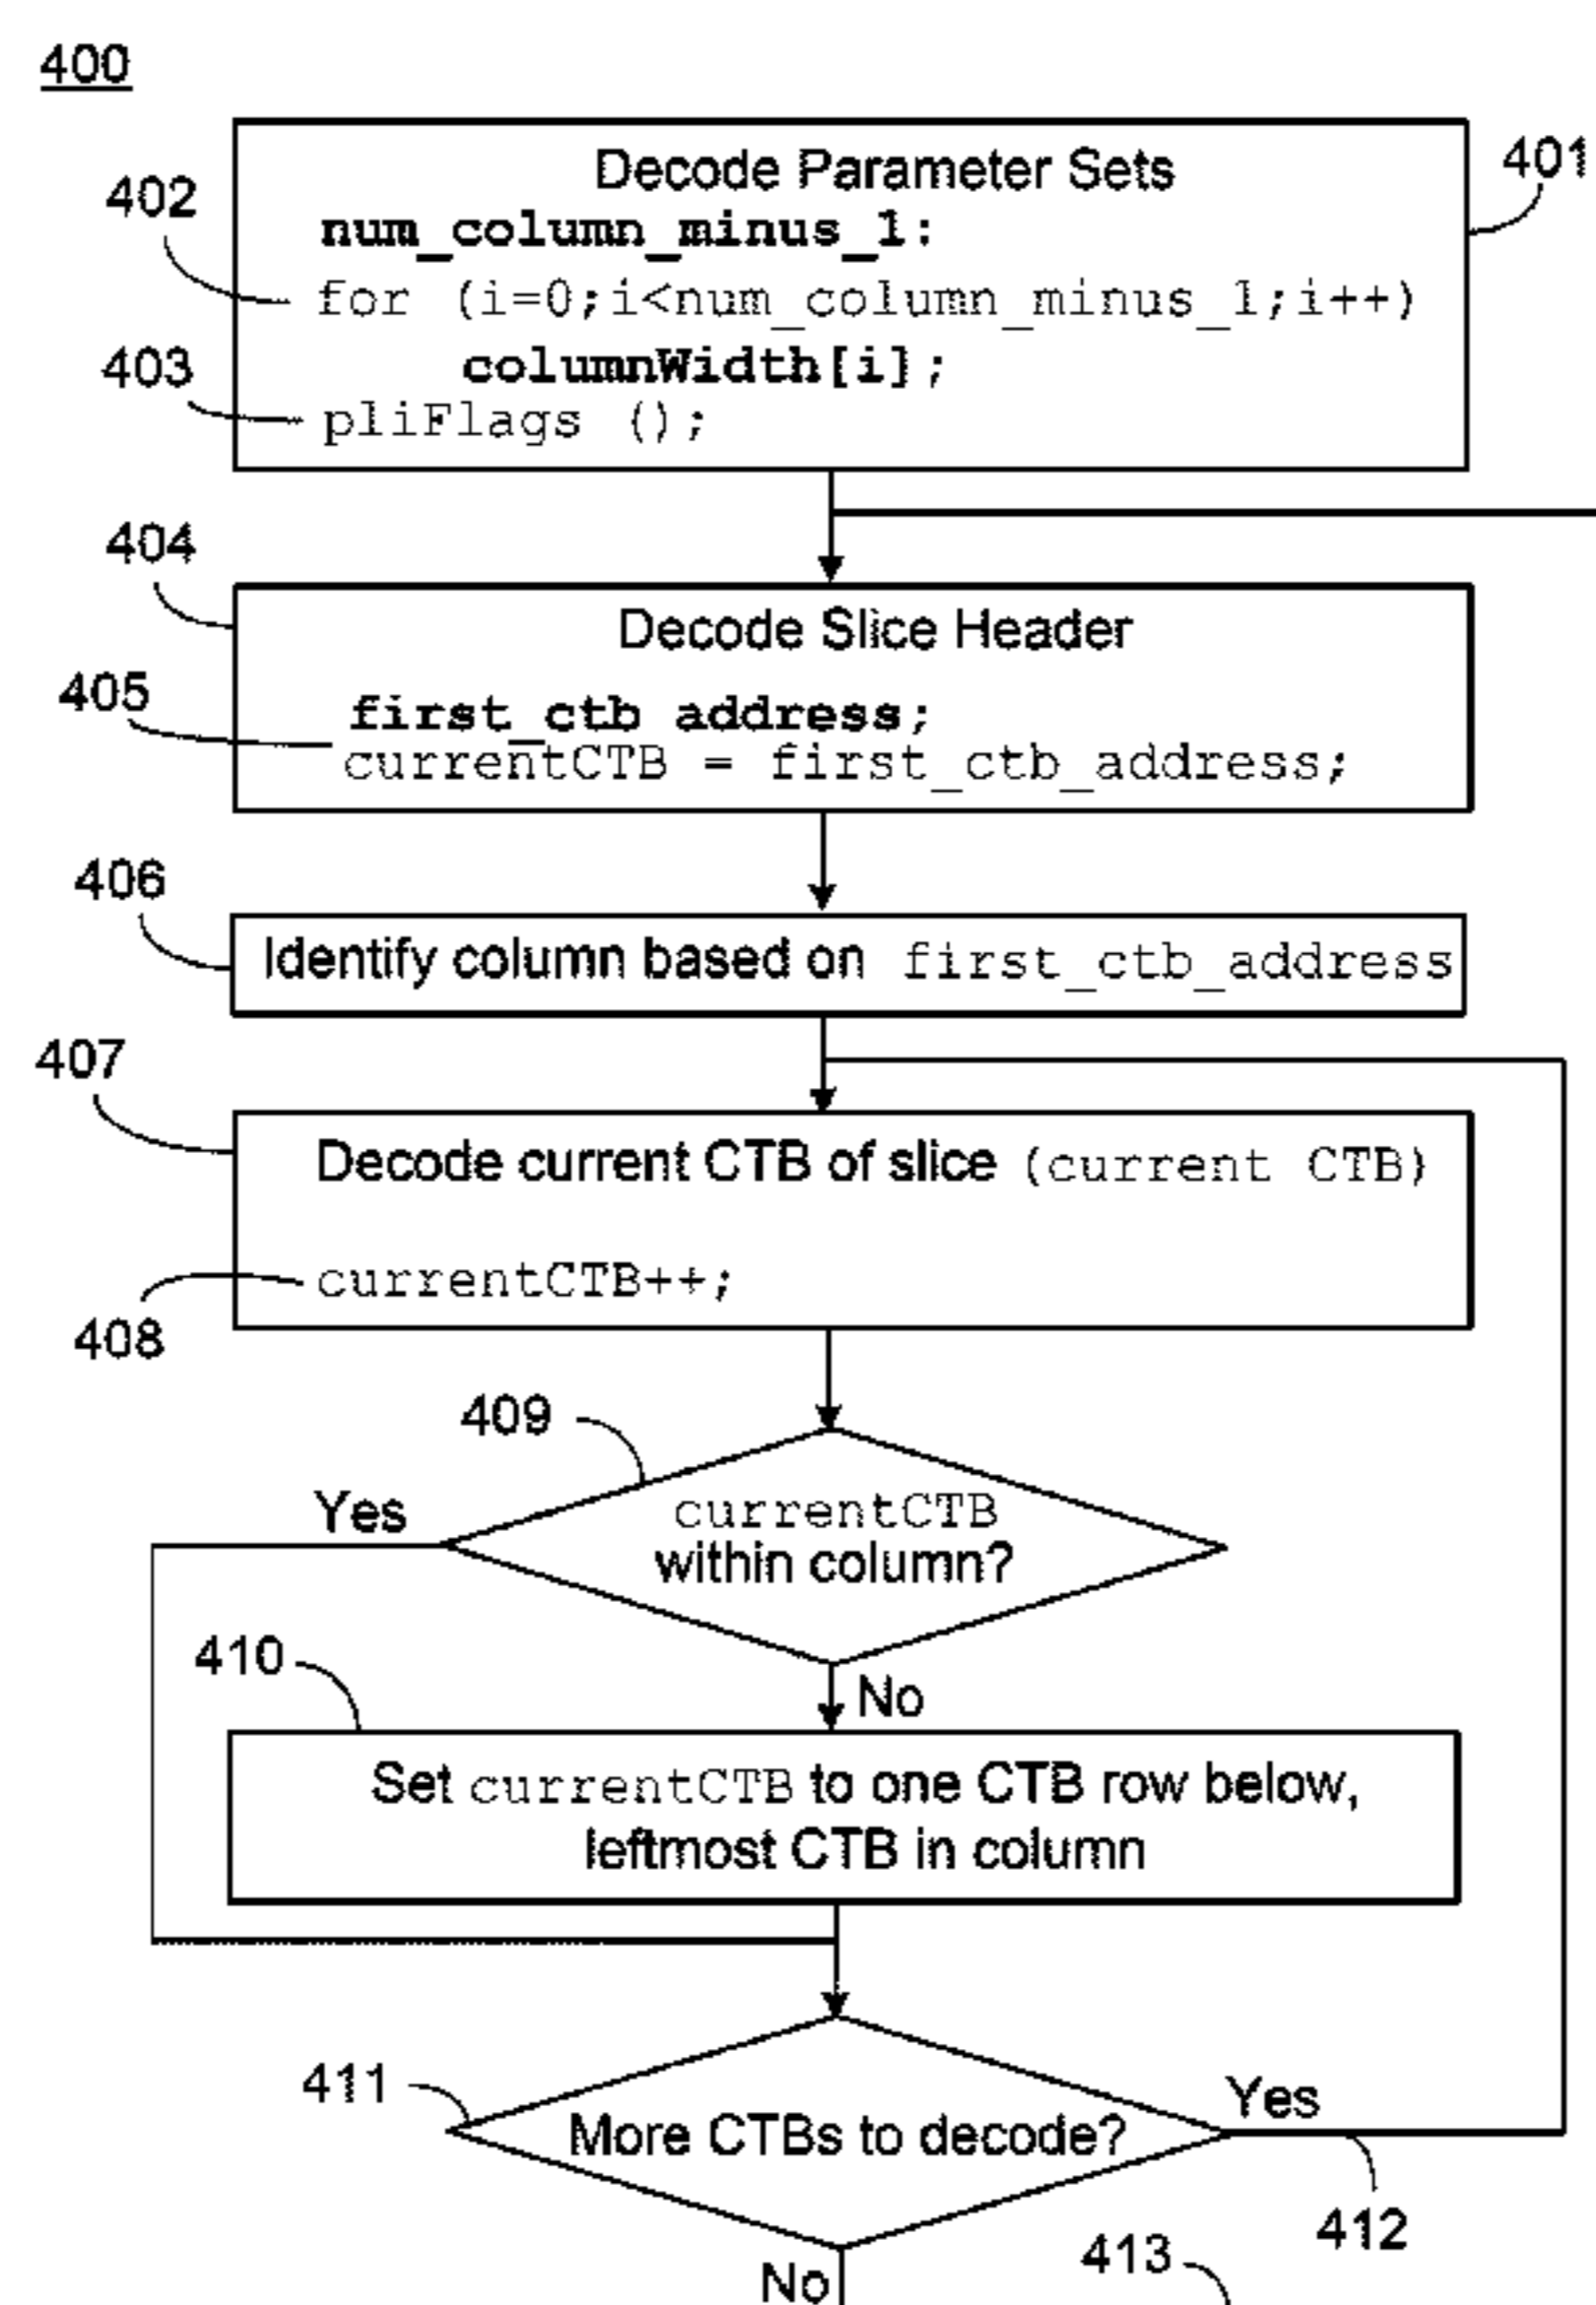 400
Decode Parameter Sets
401
402
num_column_minus_1:
for (i=0;i<num_column_minus_1;i++)
403
columnWidth[i];
pliFlags ();
404
Decode Slice Header
405
first_ctb address;
currentCTB = first_ctb_address;
406
Identify column based on first_ctb_address
407
Decode current CTB of slice (current CTB)
currentCTB++;
408
409
Yes
currentCTB
within column?
410
No
Set currentCTB to one CTB row below,
leftmost CTB in column
411
More CTBs to decode?
Yes
412
413
No